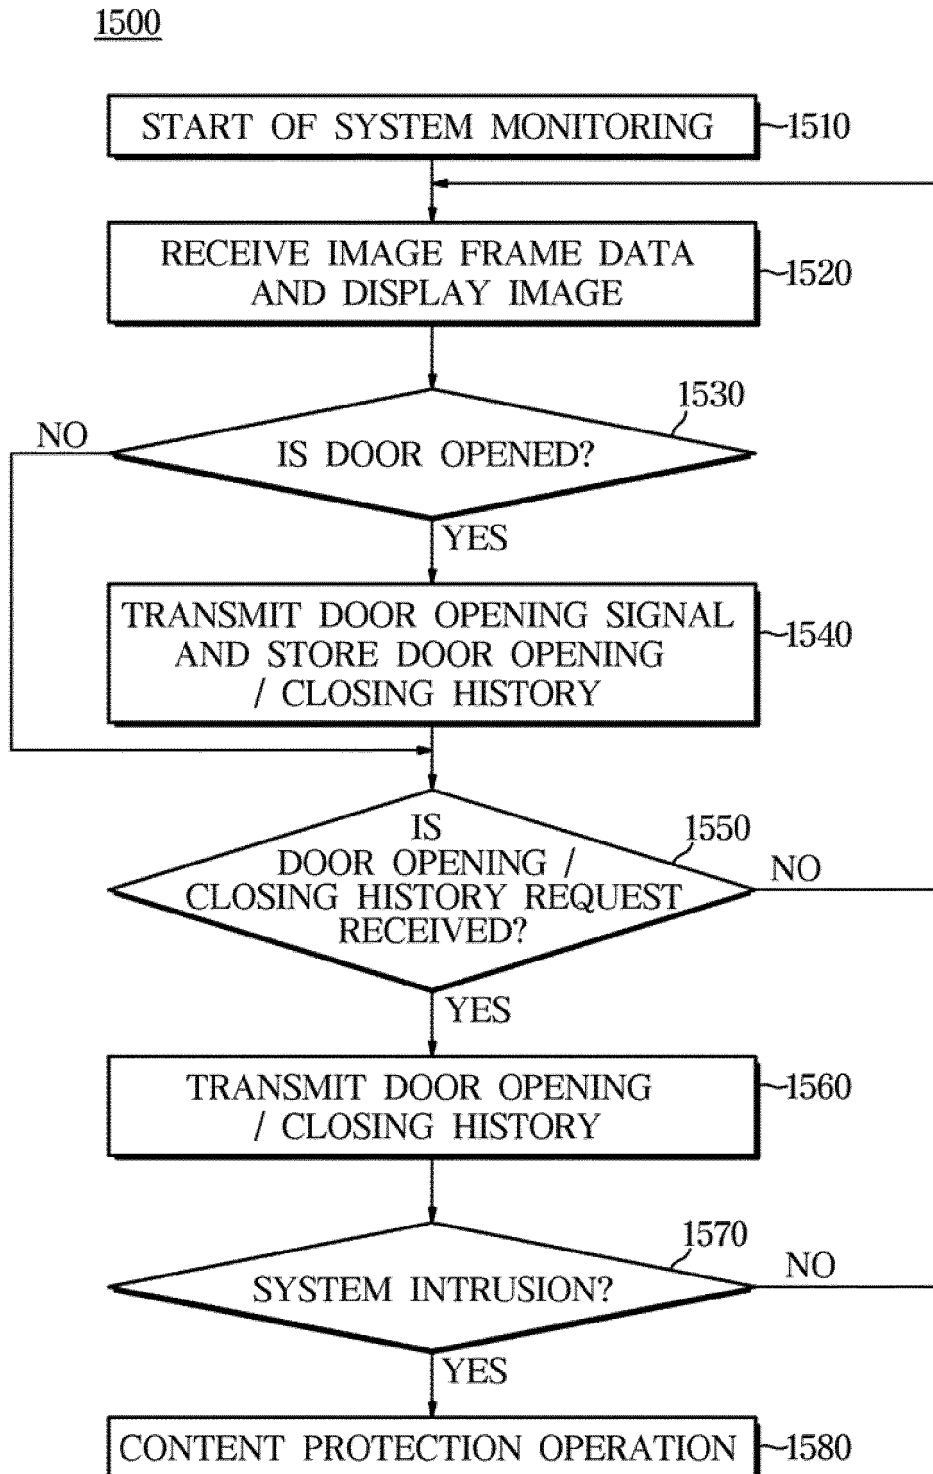 1500
START OF SYSTEM MONITORING
1510
RECEIVE IMAGE FRAME DATA
AND DISPLAY IMAGE
1520
1530
NO
IS DOOR OPENED?
YES
TRANSMIT DOOR OPENING SIGNAL
AND STORE DOOR OPENING
/ CLOSING HISTORY
1540
IS
DOOR OPENING /
CLOSING HISTORY REQUEST
RECEIVED?
1550
NO
YES
TRANSMIT DOOR OPENING
/ CLOSING HISTORY
1560
1570
SYSTEM INTRUSION?
NO
YES
CONTENT PROTECTION OPERATION
1580